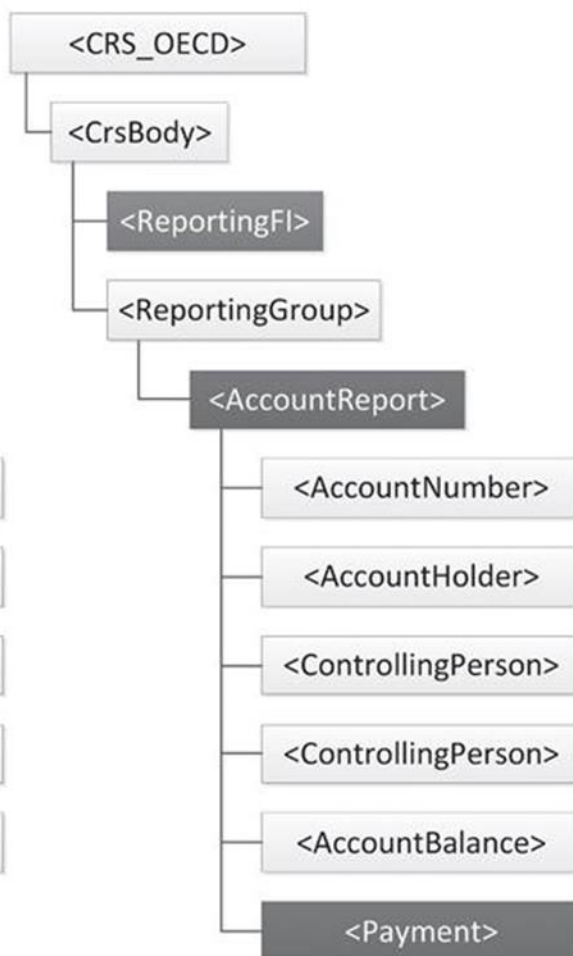 <CRS_OECD>
<CrsBody>
<ReportingFI>
<ReportingGroup>
<AccountReport>
<AccountNumber>
<AccountHolder>
<ControllingPerson>
<ControllingPerson>
<AccountBalance>
<Payment>